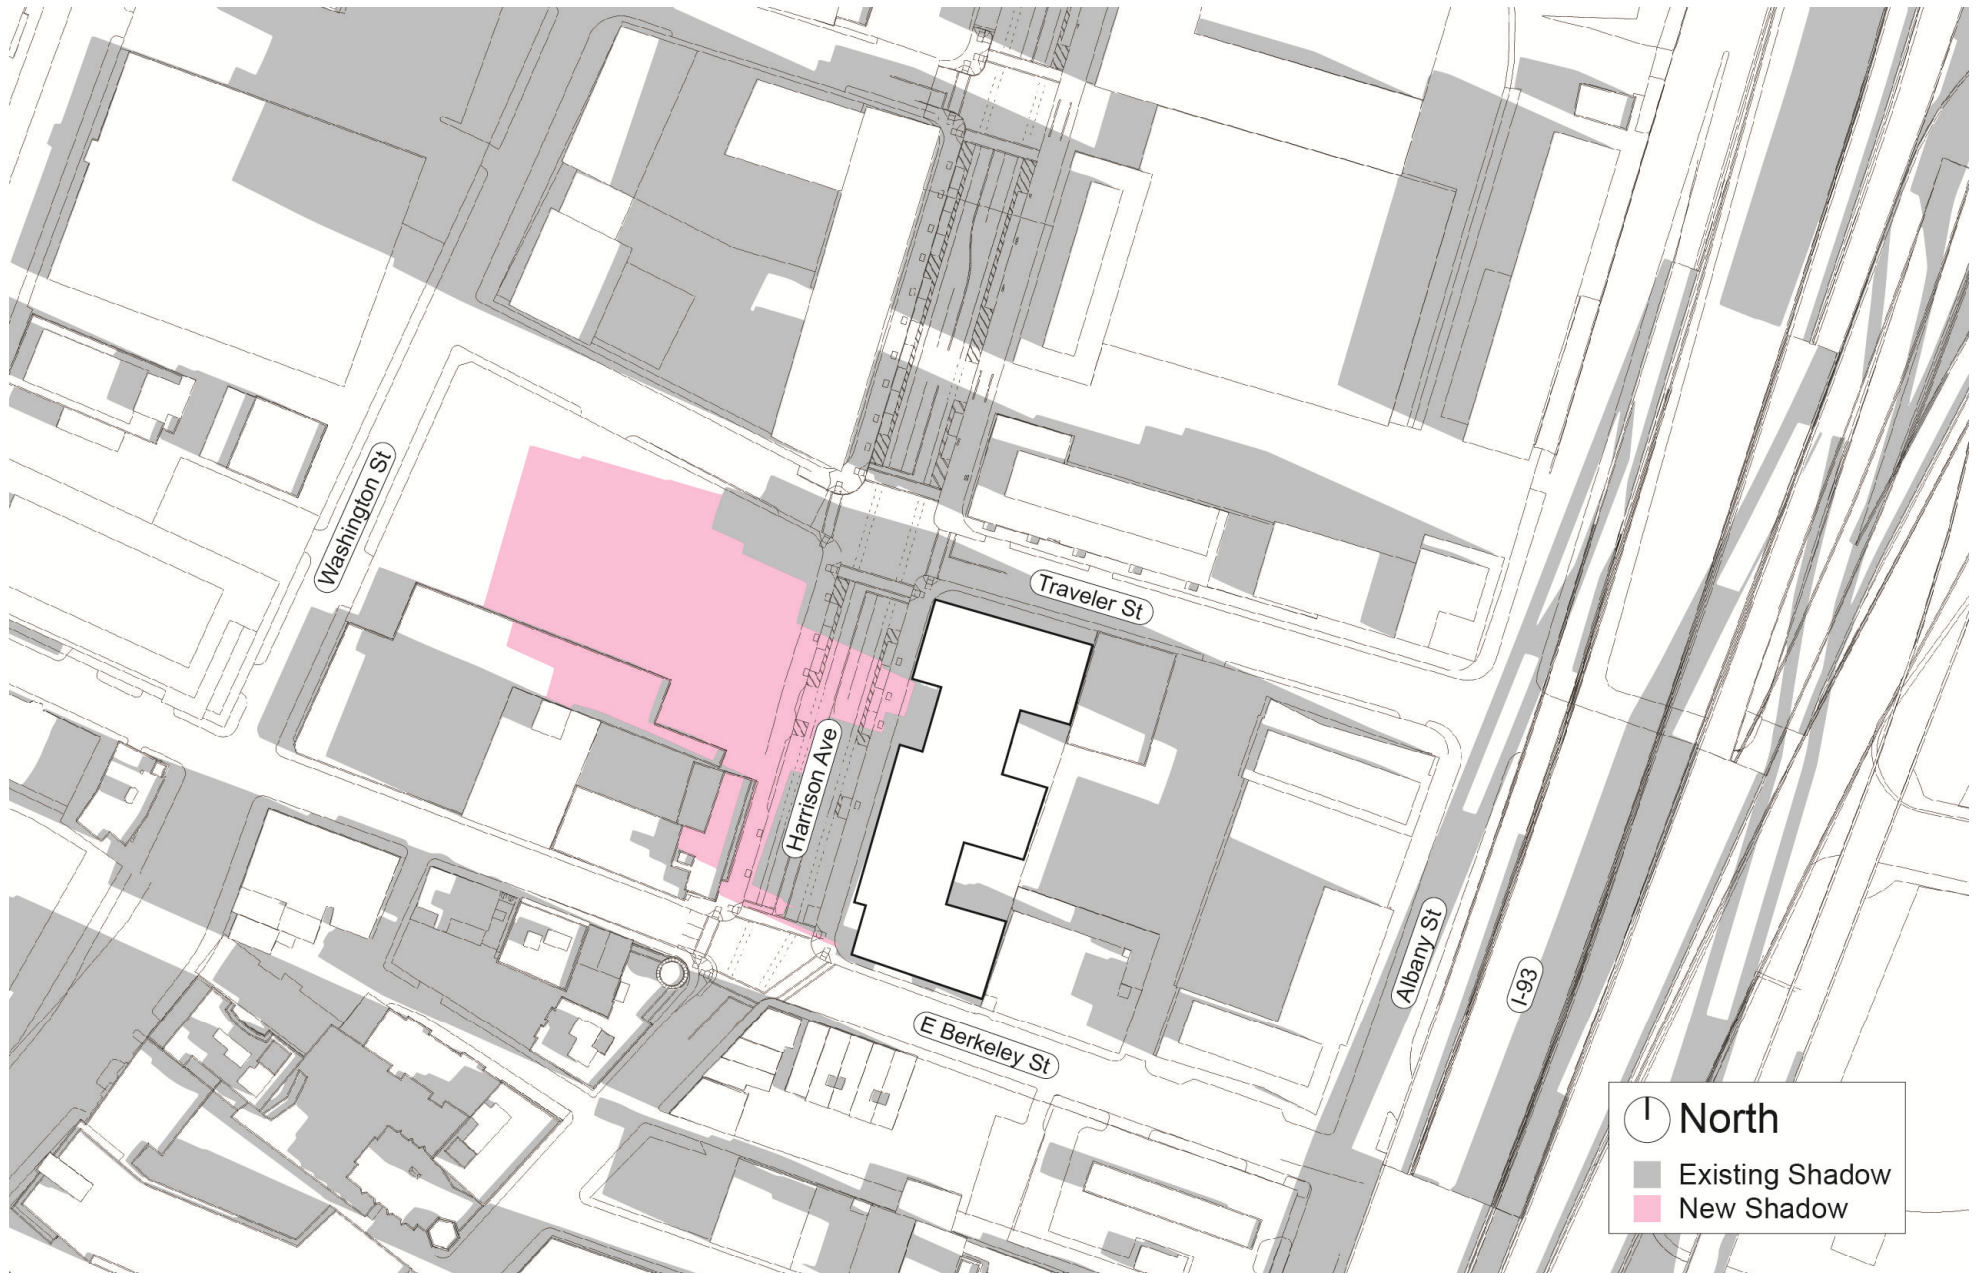 Washington St
Traveler St
Harrison Ave
Albany St
I-93
E Berkeley St
North
Existing Shadow
New Shadow